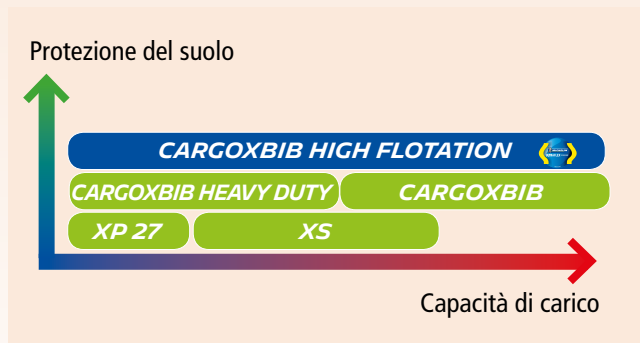 Protezione del suolo
CARGOXBIB HIGH FLOTATION
CARGOXBIB HEAVY DUTY
CARGOXBIB
XP 27
XS
Capacità di carico